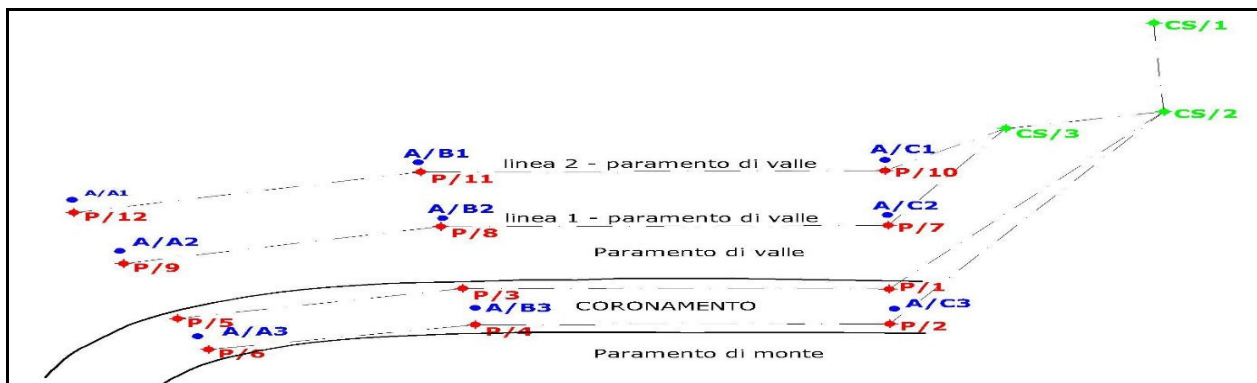 CS/1
CS/2
CS/3
A/B1
linea 2 - paramento di valle
A/C1
P/11
P/10
A/A1
P/12
A/B2
linea 1 - paramento di valle
A/C2
P/8
P/7
A/A2
Paramento di valle
P/9
P/3
P/1
A/B3
CORONAMENTO
A/C3
P/5
P/4
P/2
A/A3
P/6
Paramento di monte